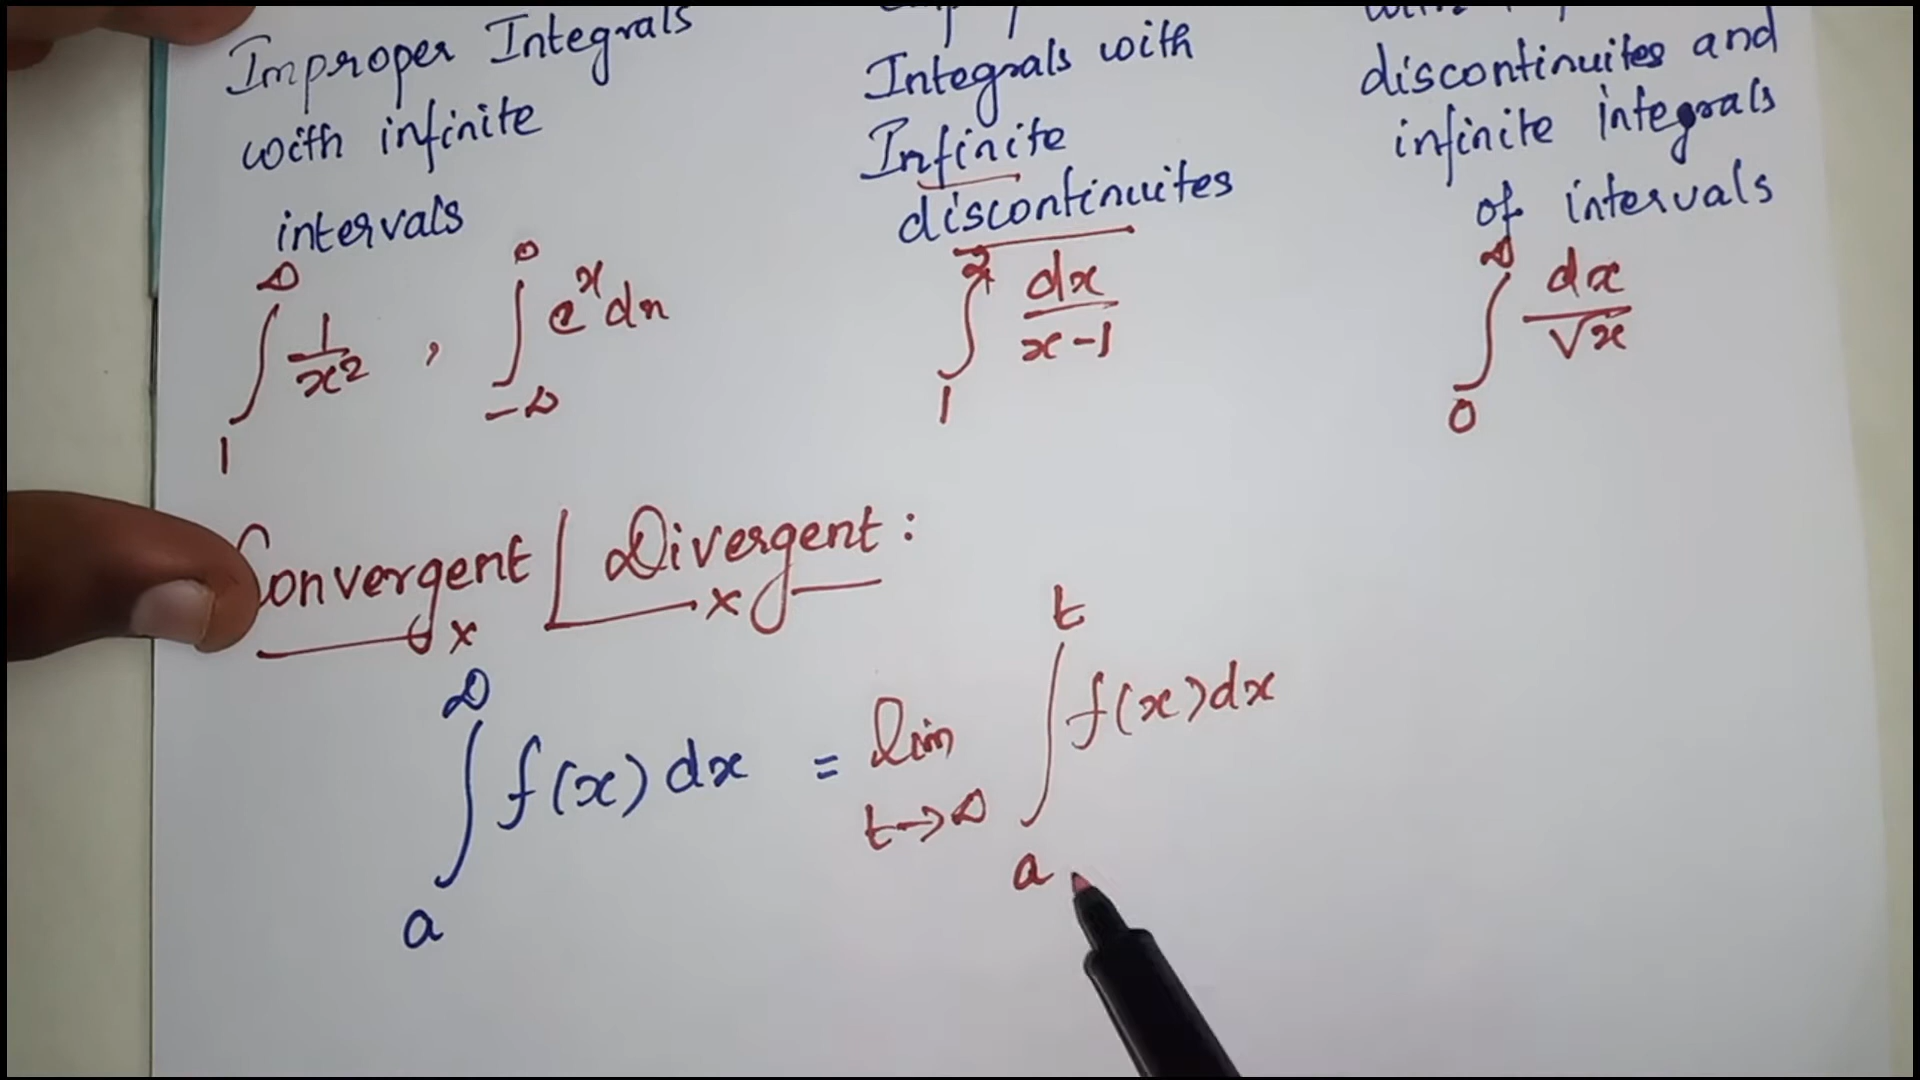 Improper Integrals
with infinite
intervals
∫₁^∞ 1/x² , ∫₋∞^0 eˣ dx
Integrals with
Infinite
discontinuites
∫₁^2 dx/(x-1)
discontinuites and
infinite integrals
of intervals
∫₀^∞ dx/√x
Convergent | Divergent :
∫ₐ^∞ f(x) dx = lim t→∞ ∫ₐ^t f(x) dx